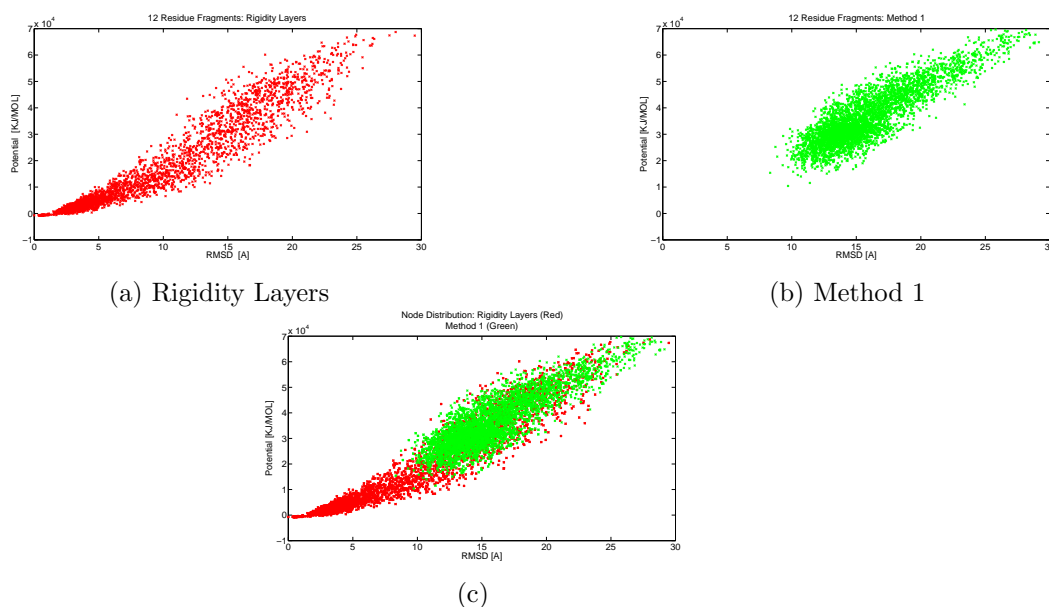 12 Residue Fragments: Rigidity Layers
x 10^4
7
6
5
4
3
2
1
0
−1
0 5 10 15 20 25 30
Potential [KJ/MOL]
RMSD [A]
(a) Rigidity Layers
12 Residue Fragments: Method 1
x 10^4
7
6
5
4
3
2
1
0
−1
0 5 10 15 20 25 30
Potential [KJ/MOL]
RMSD [A]
(b) Method 1
Node Distribution: Rigidity Layers (Red)
Method 1 (Green)
x 10^4
7
6
5
4
3
2
1
0
−1
0 5 10 15 20 25 30
Potential [KJ/MOL]
RMSD [A]
(c)